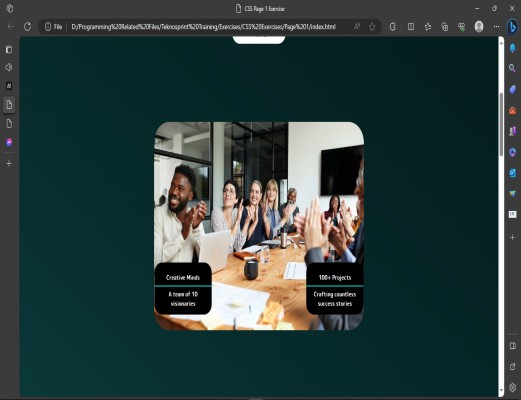 CSS Page 1 Exercise
File
D:/Programming%20Related%20Files/Teknosprint%20Training/Exercises/CSS%20Exercises/Page%201/index.html
Creative Minds
A team of 10
visionaries
100+ Projects
Crafting countless
success stories